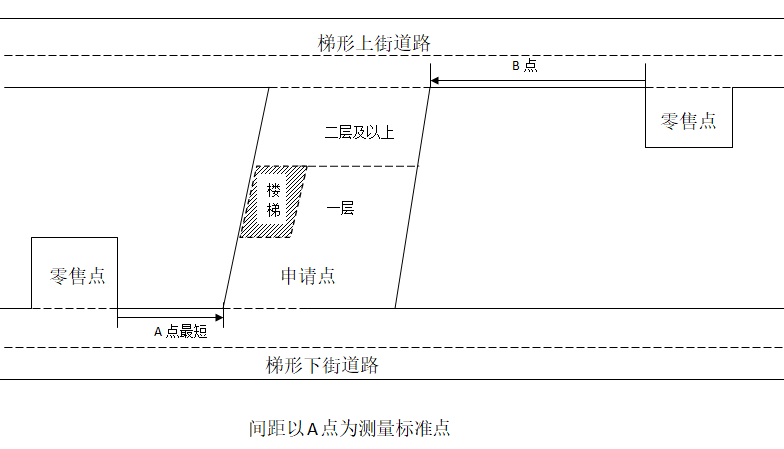 梯形上街道路
B 点
零售点
二层及以上
楼
梯
一层
零售点
申请点
A 点最短
梯形下街道路
间距以 A 点为测量标准点